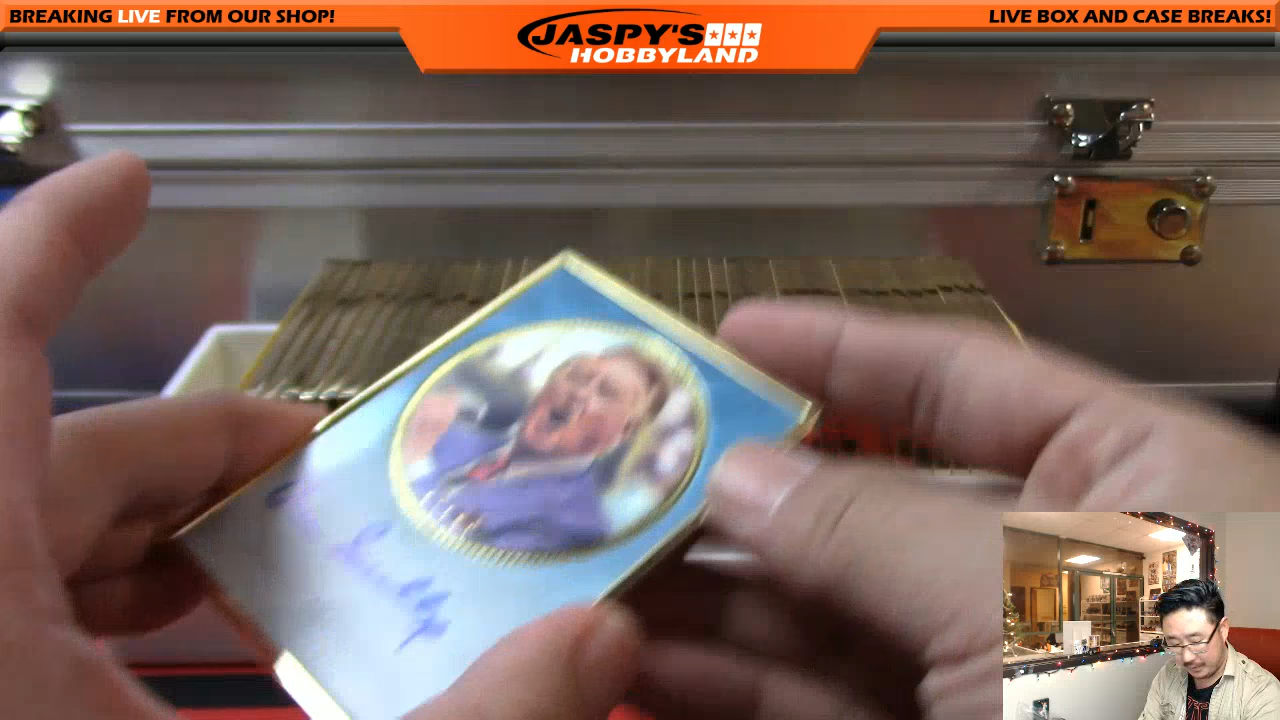 BREAKING LIVE FROM OUR SHOP!
JASPY'S
HOBBYLAND
LIVE BOX AND CASE BREAKS!